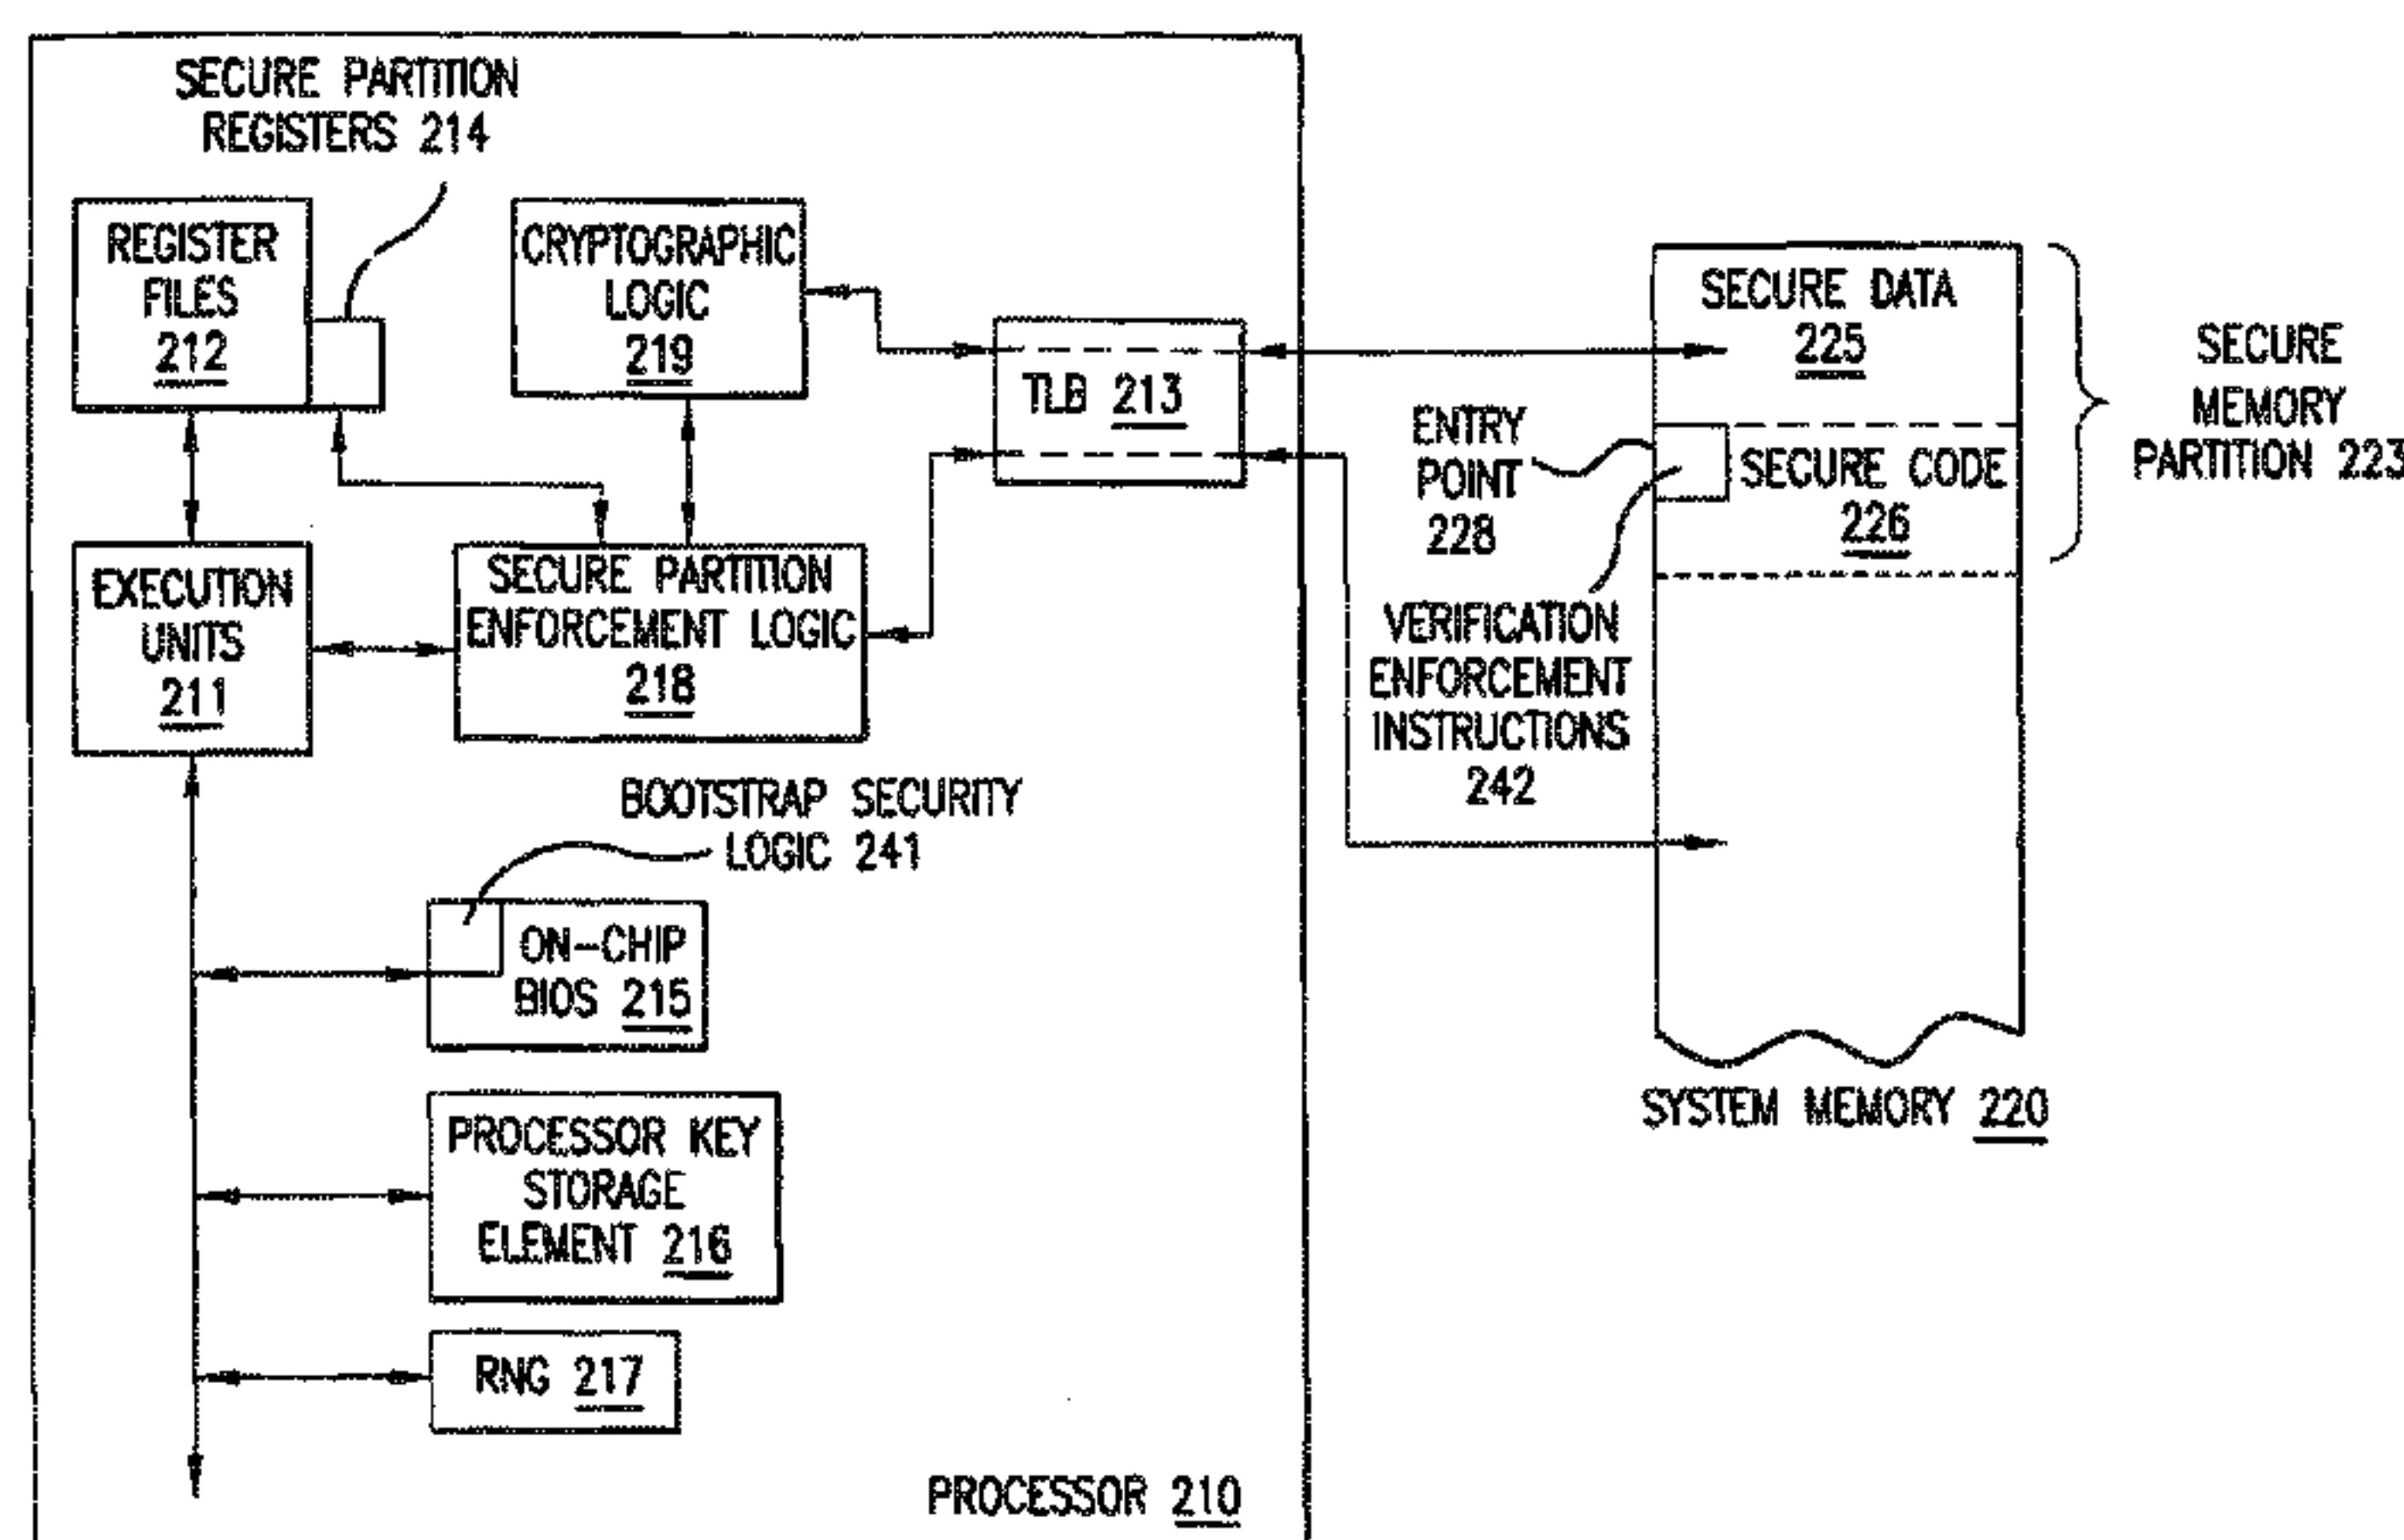 SECURE PARTITION
REGISTERS 214
REGISTER
FILES
212
CRYPTOGRAPHIC
LOGIC
219
TLB 213
EXECUTION
UNITS
211
SECURE PARTITION
ENFORCEMENT LOGIC
218
BOOTSTRAP SECURITY
LOGIC 241
ON-CHIP
BIOS 215
PROCESSOR KEY
STORAGE
ELEMENT 216
RNG 217
PROCESSOR 210
SECURE DATA
225
ENTRY
POINT
228
SECURE CODE
226
VERIFICATION
ENFORCEMENT
INSTRUCTIONS
242
SECURE
MEMORY
PARTITION 223
SYSTEM MEMORY 220